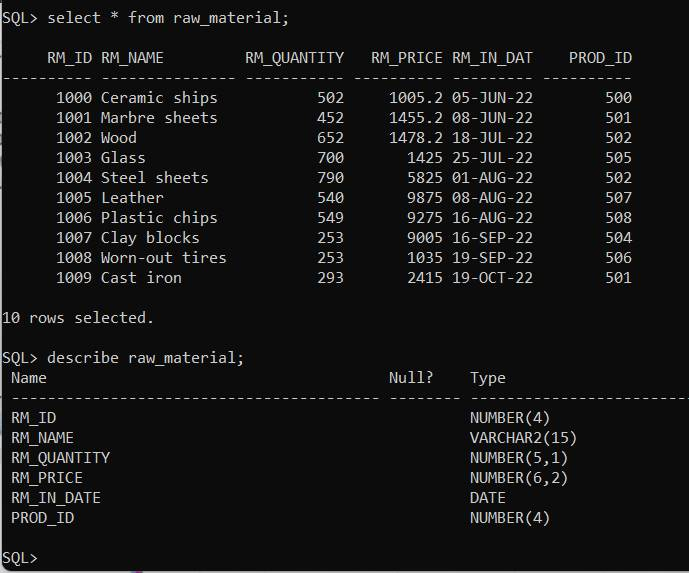 SQL> select * from raw_material;
RM_ID RM_NAME RM_QUANTITY RM_PRICE RM_IN_DAT PROD_ID
---------- --------------- ----------- ---------- --------- ----------
1000 Ceramic ships 502 1005.2 05-JUN-22 500
1001 Marbre sheets 452 1455.2 08-JUN-22 501
1002 Wood 652 1478.2 18-JUL-22 502
1003 Glass 700 1425 25-JUL-22 505
1004 Steel sheets 790 5825 01-AUG-22 502
1005 Leather 540 9875 08-AUG-22 507
1006 Plastic chips 549 9275 16-AUG-22 508
1007 Clay blocks 253 9005 16-SEP-22 504
1008 Worn-out tires 253 1035 19-SEP-22 506
1009 Cast iron 293 2415 19-OCT-22 501
10 rows selected.
SQL> describe raw_material;
Name Null? Type
----------------------------------------- -------- ------------------------
RM_ID NUMBER(4)
RM_NAME VARCHAR2(15)
RM_QUANTITY NUMBER(5,1)
RM_PRICE NUMBER(6,2)
RM_IN_DATE DATE
PROD_ID NUMBER(4)
SQL>